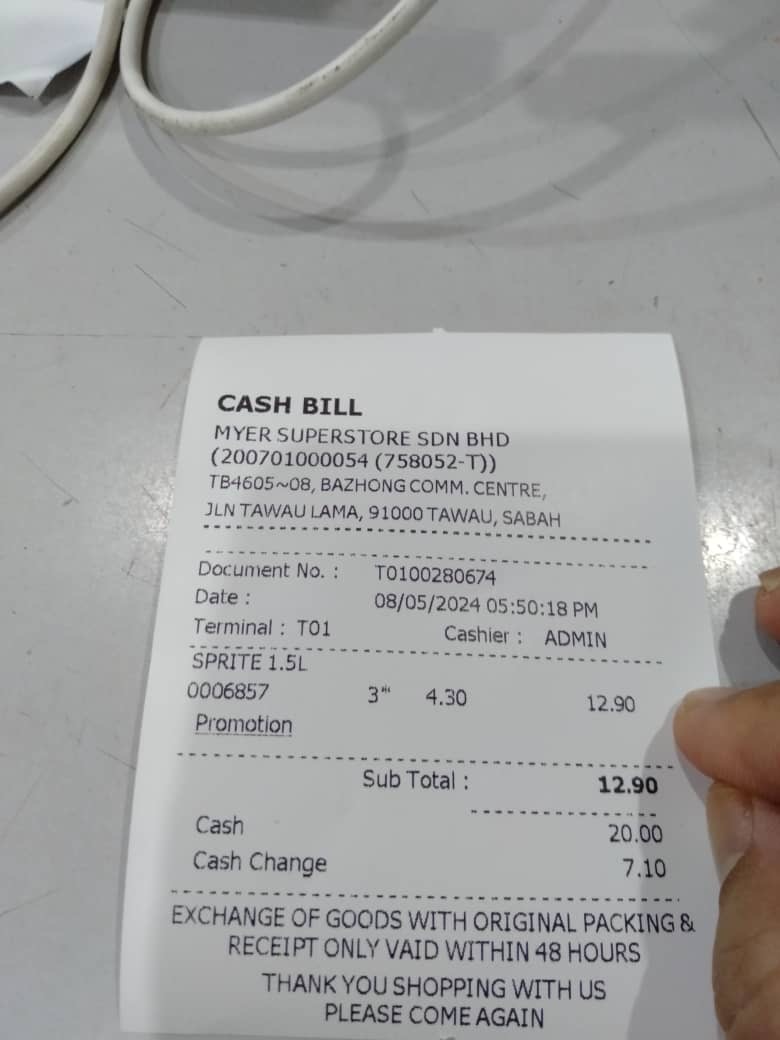 CASH BILL
MYER SUPERSTORE SDN BHD
(200701000054 (758052-T))
TB4605~08, BAZHONG COMM. CENTRE,
JLN TAWAU LAMA, 91000 TAWAU, SABAH
Document No. : T0100280674
Date : 08/05/2024 05:50:18 PM
Terminal : T01 Cashier : ADMIN
SPRITE 1.5L
0006857 3 4.30 12.90
Promotion
Sub Total : 12.90
Cash 20.00
Cash Change 7.10
EXCHANGE OF GOODS WITH ORIGINAL PACKING &
RECEIPT ONLY VAID WITHIN 48 HOURS
THANK YOU SHOPPING WITH US
PLEASE COME AGAIN